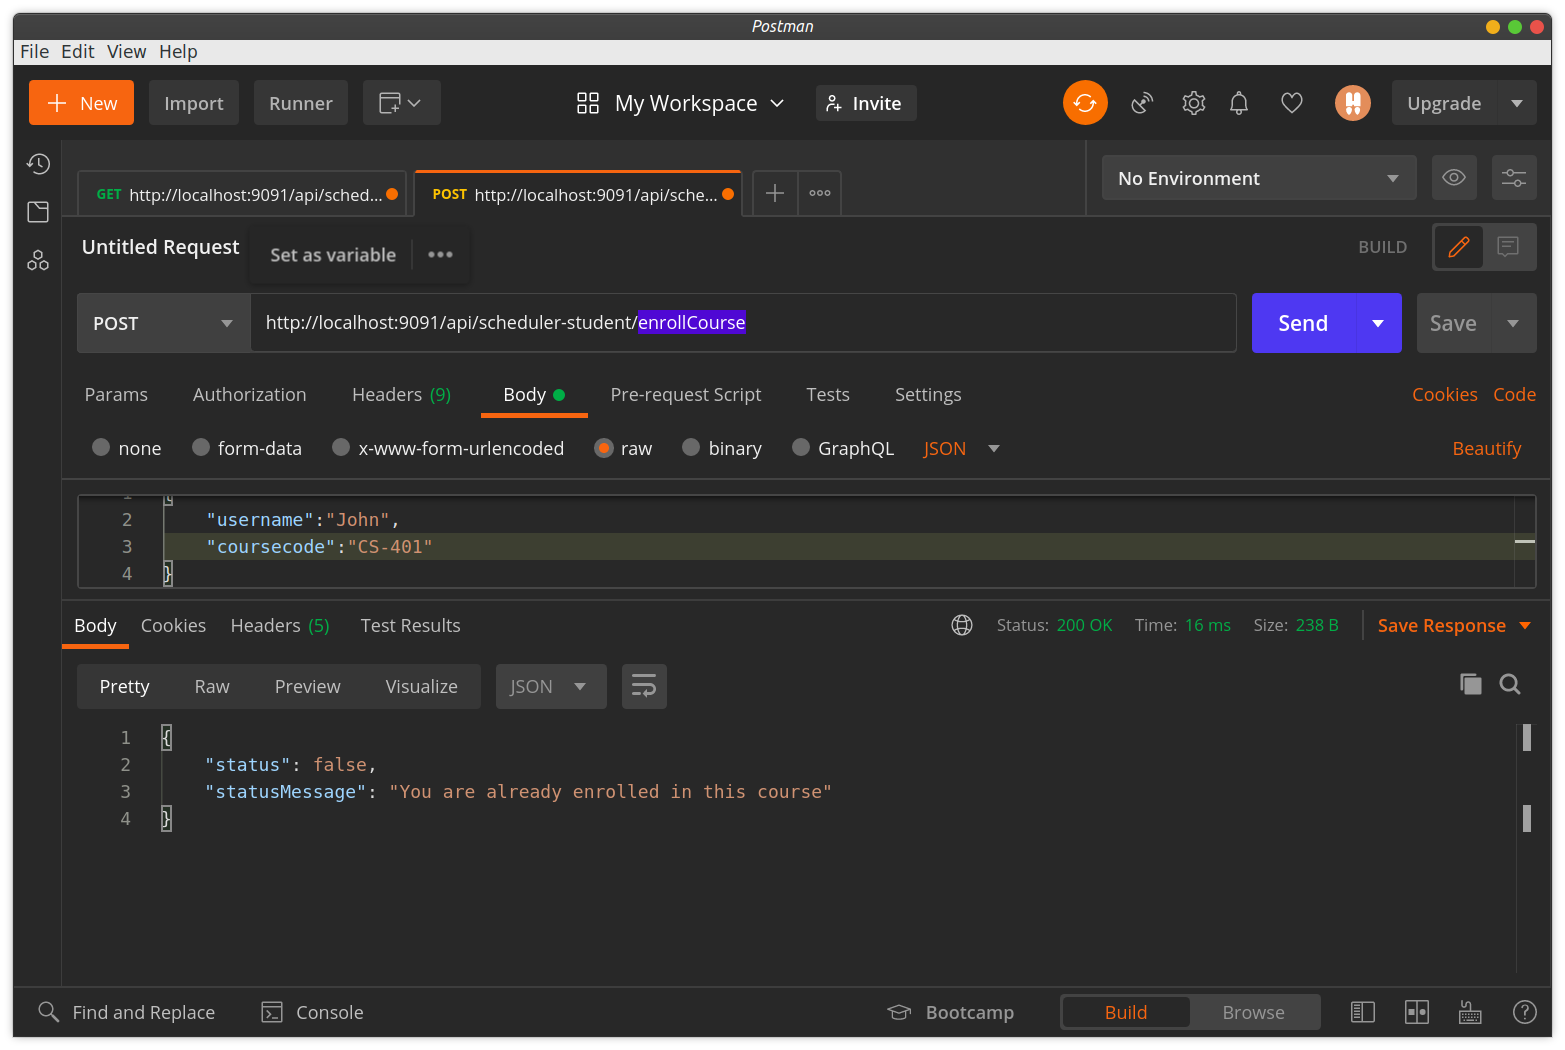 Postman
File Edit View Help
New Import Runner My Workspace Invite Upgrade
GET http://localhost:9091/api/sched... POST http://localhost:9091/api/sche... No Environment
Untitled Request Set as variable BUILD
POST http://localhost:9091/api/scheduler-student/enrollCourse Send Save
Params Authorization Headers (9) Body Pre-request Script Tests Settings Cookies Code
none form-data x-www-form-urlencoded raw binary GraphQL JSON Beautify
1 {
2 "username":"John",
3 "coursecode":"CS-401"
4 }
Body Cookies Headers (5) Test Results Status: 200 OK Time: 16 ms Size: 238 B Save Response
Pretty Raw Preview Visualize JSON
1 {
2 "status": false,
3 "statusMessage": "You are already enrolled in this course"
4 }
Find and Replace Console Bootcamp Build Browse